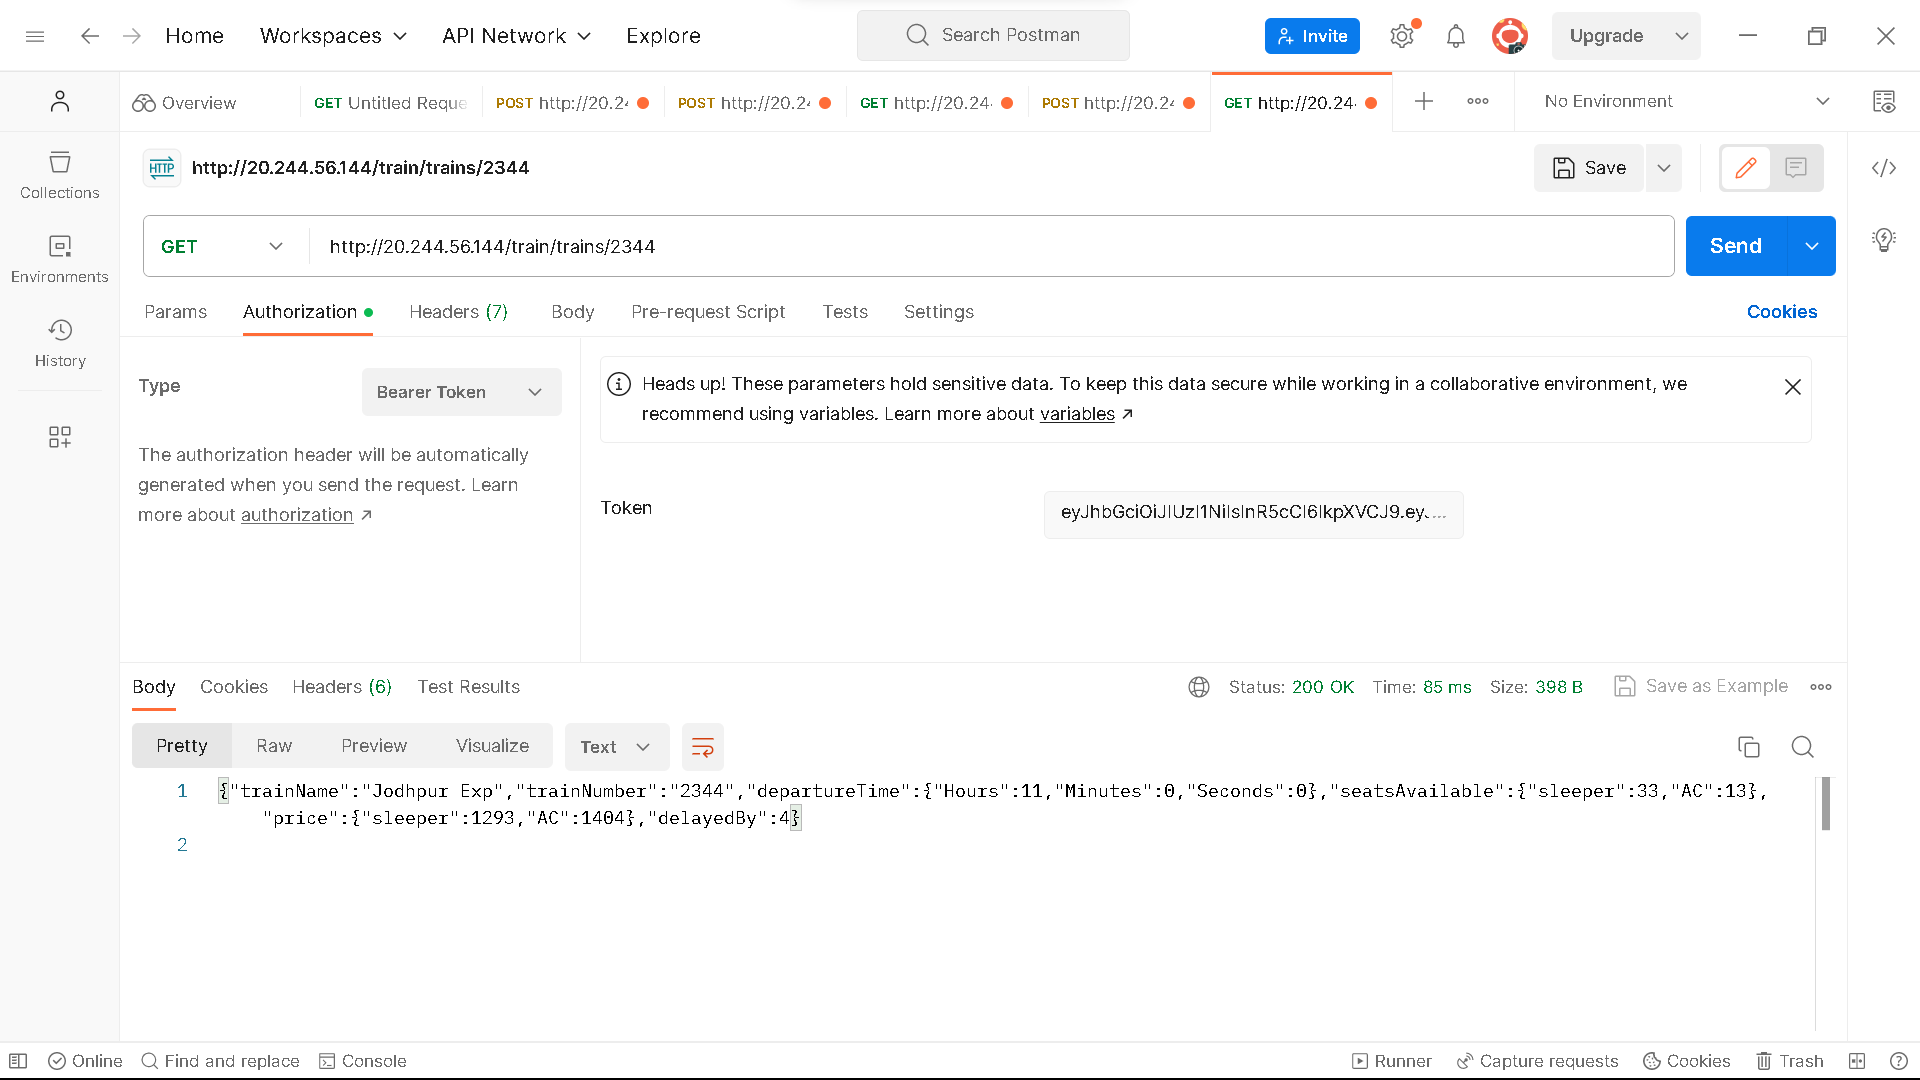 Home Workspaces API Network Explore Search Postman Invite Upgrade
Overview GET Untitled Reque POST http://20.2 POST http://20.2 GET http://20.24 POST http://20.2 GET http://20.24 No Environment
HTTP http://20.244.56.144/train/trains/2344 Save
Collections
GET http://20.244.56.144/train/trains/2344 Send
Environments
Params Authorization Headers (7) Body Pre-request Script Tests Settings Cookies
History
Type Bearer Token
Heads up! These parameters hold sensitive data. To keep this data secure while working in a collaborative environment, we
recommend using variables. Learn more about variables ↗
The authorization header will be automatically
generated when you send the request. Learn
more about authorization ↗
Token eyJhbGciOiJIUzI1NiIsInR5cCI6IkpXVCJ9.eyJ...
Body Cookies Headers (6) Test Results Status: 200 OK Time: 85 ms Size: 398 B Save as Example
Pretty Raw Preview Visualize Text
1 {"trainName":"Jodhpur Exp","trainNumber":"2344","departureTime":{"Hours":11,"Minutes":0,"Seconds":0},"seatsAvailable":{"sleeper":33,"AC":13},
"price":{"sleeper":1293,"AC":1404},"delayedBy":4}
2
Online Find and replace Console Runner Capture requests Cookies Trash